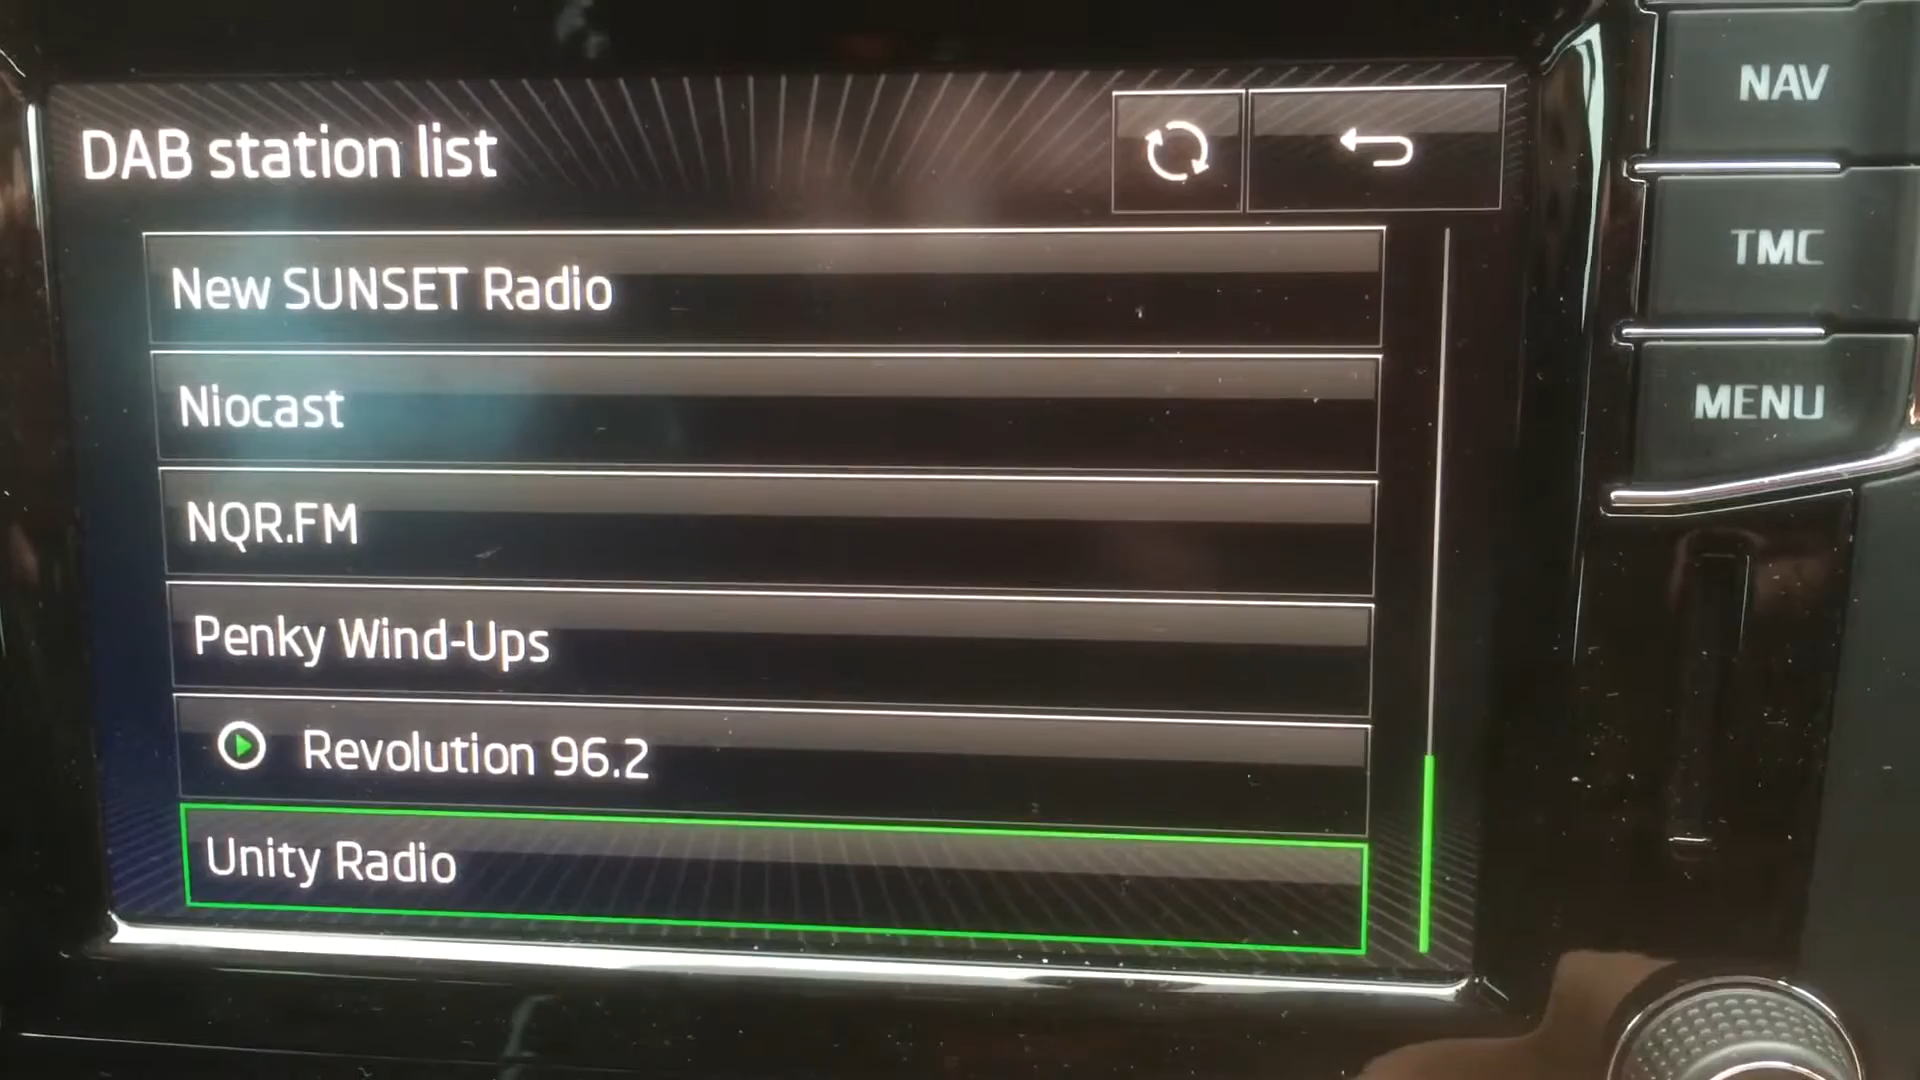 DAB station list
New SUNSET Radio
Niocast
NQR.FM
Penky Wind-Ups
Revolution 96.2
Unity Radio
NAV
TMC
MENU